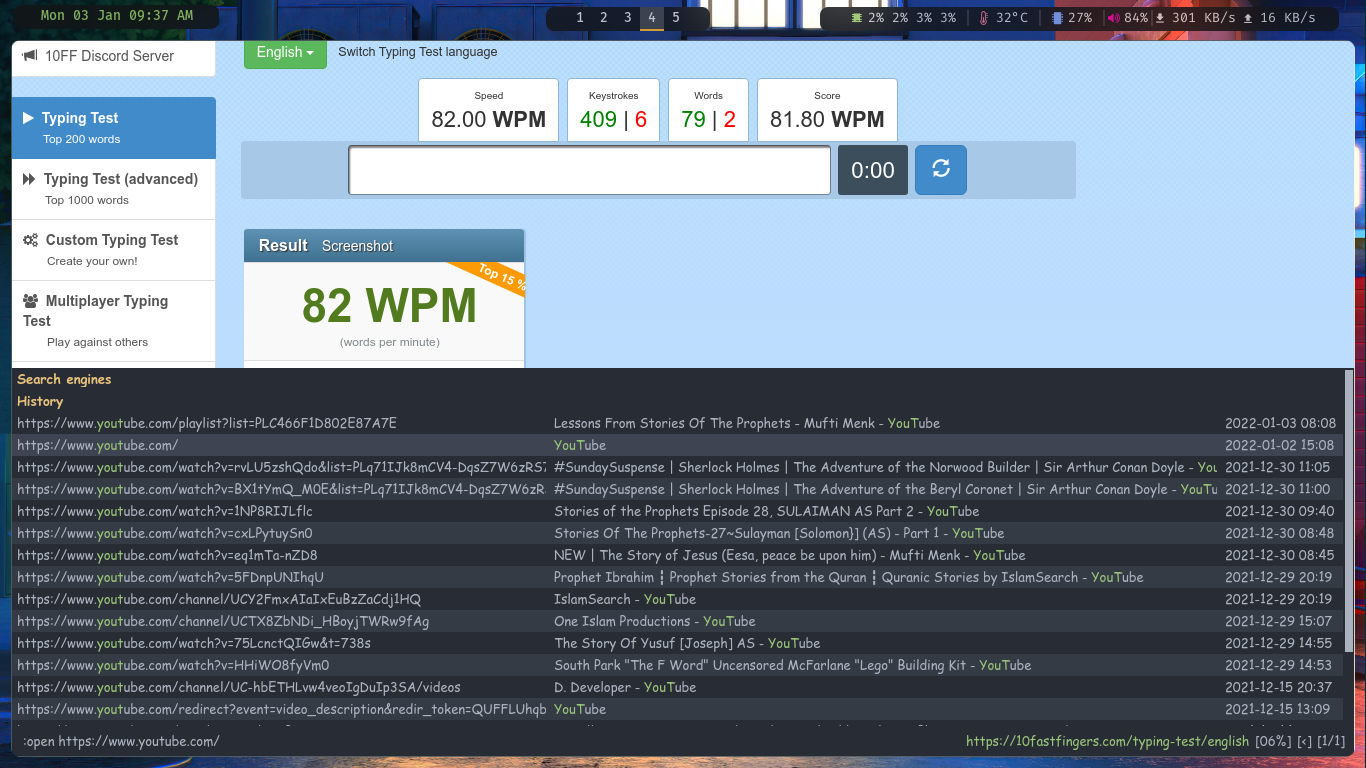 Mon 03 Jan 09:37 AM
1 2 3 4 5
2% 2% 3% 3% | 32°C | 27% 84% 301 KB/s 16 KB/s
10FF Discord Server
English
Switch Typing Test language
Speed
82.00 WPM
Keystrokes
409 | 6
Words
79 | 2
Score
81.80 WPM
0:00
Typing Test
Top 200 words
Typing Test (advanced)
Top 1000 words
Custom Typing Test
Create your own!
Multiplayer Typing
Test
Play against others
Result Screenshot
Top 15 %
82 WPM
(words per minute)
Search engines
History
https://www.youtube.com/playlist?list=PLC466F1D802E87A7E Lessons From Stories Of The Prophets - Mufti Menk - YouTube 2022-01-03 08:08
https://www.youtube.com/ YouTube 2022-01-02 15:08
https://www.youtube.com/watch?v=rvLU5zshQdo&list=PLq71IJk8mCV4-DqsZ7W6zRS7 #SundaySuspense | Sherlock Holmes | The Adventure of the Norwood Builder | Sir Arthur Conan Doyle - You 2021-12-30 11:05
https://www.youtube.com/watch?v=BX1tYmQ_M0E&list=PLq71IJk8mCV4-DqsZ7W6zR #SundaySuspense | Sherlock Holmes | The Adventure of the Beryl Coronet | Sir Arthur Conan Doyle - YouTu 2021-12-30 11:00
https://www.youtube.com/watch?v=1NP8RIJLflc Stories of the Prophets Episode 28, SULAIMAN AS Part 2 - YouTube 2021-12-30 09:40
https://www.youtube.com/watch?v=cxLPytuySn0 Stories Of The Prophets-27~Sulayman [Solomon}] (AS) - Part 1 - YouTube 2021-12-30 08:48
https://www.youtube.com/watch?v=eq1mTa-nZD8 NEW | The Story of Jesus (Eesa, peace be upon him) - Mufti Menk - YouTube 2021-12-30 08:45
https://www.youtube.com/watch?v=5FDnpUNIhqU Prophet Ibrahim ¦ Prophet Stories from the Quran ¦ Quranic Stories by IslamSearch - YouTube 2021-12-29 20:19
https://www.youtube.com/channel/UCY2FmxAIaIxEuBzZaCdj1HQ IslamSearch - YouTube 2021-12-29 20:19
https://www.youtube.com/channel/UCTX8ZbNDi_HBoyjTWRw9fAg One Islam Productions - YouTube 2021-12-29 15:07
https://www.youtube.com/watch?v=75LcnctQIGw&t=738s The Story Of Yusuf [Joseph] AS - YouTube 2021-12-29 14:55
https://www.youtube.com/watch?v=HHiWO8fyVm0 South Park "The F Word" Uncensored McFarlane "Lego" Building Kit - YouTube 2021-12-29 14:53
https://www.youtube.com/channel/UC-hbETHLvw4veoIgDuIp3SA/videos D. Developer - YouTube 2021-12-15 20:37
https://www.youtube.com/redirect?event=video_description&redir_token=QUFFLUhqb YouTube 2021-12-15 13:09
:open https://www.youtube.com/ https://10fastfingers.com/typing-test/english [06%] [<] [1/1]